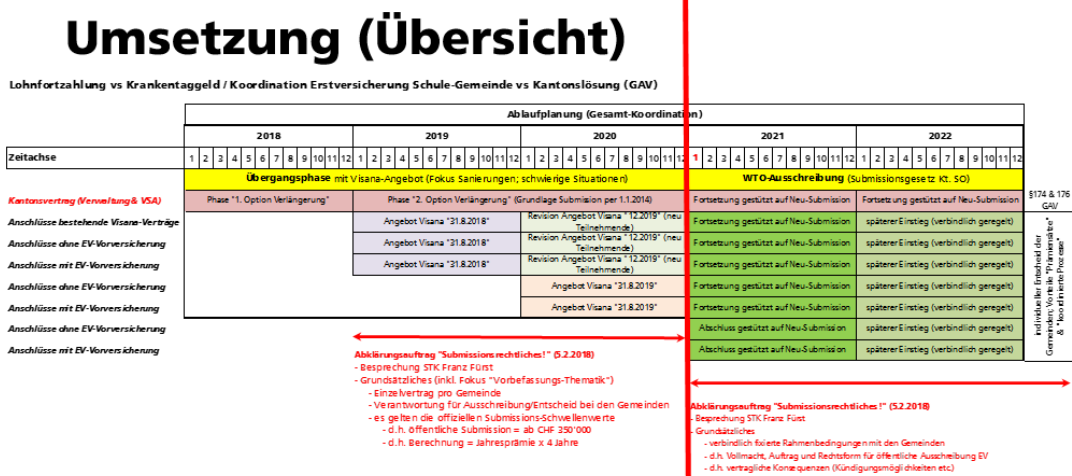 Umsetzung (Übersicht)
Lohnfortzahlung vs Krankentaggeld / Koordination Erstversicherung Schule-Gemeinde vs Kantonslösung (GAV)
Ablaufplanung (Gesamt-Koordination)
2018 2019 2020 2021 2022
Zeitachse 1 2 3 4 5 6 7 8 9 10 11 12 1 2 3 4 5 6 7 8 9 10 11 12 1 2 3 4 5 6 7 8 9 10 11 12 1 2 3 4 5 6 7 8 9 10 11 12 1 2 3 4 5 6 7 8 9 10 11 12
Übergangsphase mit Visana-Angebot (Fokus Sanierungen; schwierige Situationen) WTO-Ausschreibung (Submissionsgesetz Kt. SO)
Kantonsvertrag (Verwaltung & VSA) Phase "1. Option Verlängerung" Phase "2. Option Verlängerung" (Grundlage Submission per 1.1.2014) Fortsetzung gestützt auf Neu-Submission Fortsetzung gestützt auf Neu-Submission §174 & 176 GAV
Anschlüsse bestehende Visana-Verträge Angebot Visana "31.8.2018" Revision Angebot Visana "12.2019" (neu Teilnehmende) Fortsetzung gestützt auf Neu-Submission späterer Einstieg (verbindlich geregelt)
Anschlüsse ohne EV-Vorversicherung Angebot Visana "31.8.2018" Revision Angebot Visana "12.2019" (neu Teilnehmende) Fortsetzung gestützt auf Neu-Submission späterer Einstieg (verbindlich geregelt)
Anschlüsse mit EV-Vorversicherung Angebot Visana "31.8.2018" Revision Angebot Visana "12.2019" (neu Teilnehmende) Fortsetzung gestützt auf Neu-Submission späterer Einstieg (verbindlich geregelt)
Anschlüsse ohne EV-Vorversicherung Angebot Visana "31.8.2019" Fortsetzung gestützt auf Neu-Submission späterer Einstieg (verbindlich geregelt)
Anschlüsse mit EV-Vorversicherung Angebot Visana "31.8.2019" Fortsetzung gestützt auf Neu-Submission späterer Einstieg (verbindlich geregelt)
Anschlüsse ohne EV-Vorversicherung Abschluss gestützt auf Neu-Submission späterer Einstieg (verbindlich geregelt)
Anschlüsse mit EV-Vorversicherung Abschluss gestützt auf Neu-Submission späterer Einstieg (verbindlich geregelt)
individueller Entscheid der
Gemeinden; Vorteile "Prämiensätze"
& "koordinierte Prozesse"
Abklärungsauftrag "Submissionsrechtliches!" (5.2.2018)
- Besprechung STK Franz Fürst
- Grundsätzliches (inkl. Fokus "Vorbefassungs-Thematik")
- Einzelvertrag pro Gemeinde
- Verantwortung für Ausschreibung/Entscheid bei den Gemeinden
- es gelten die offiziellen Submissions-Schwellenwerte
- d.h. öffentliche Submission = ab CHF 350'000
- d.h. Berechnung = Jahresprämie x 4 Jahre
Abklärungsauftrag "Submissionsrechtliches!" (5.2.2018)
- Besprechung STK Franz Fürst
- Grundsätzliches
- verbindlich fixierte Rahmenbedingungen mit den Gemeinden
- d.h. Vollmacht, Auftrag und Rechtsform für öffentliche Ausschreibung EV
- d.h. vertragliche Konsequenzen (Kündigungsmöglichkeiten etc.)